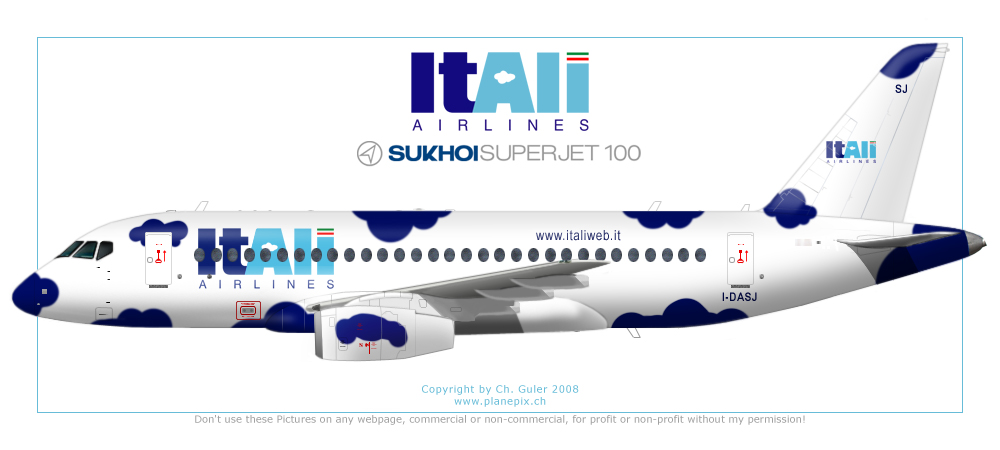 ItAli
AIRLINES
SUKHOI SUPERJET 100
SJ
ItAli
AIRLINES
www.italiweb.it
ItAli
AIRLINES
I-DASJ
N
Copyright by Ch. Guler 2008
www.planepix.ch
Don't use these Pictures on any webpage, commercial or non-commercial, for profit or non-profit without my permission!